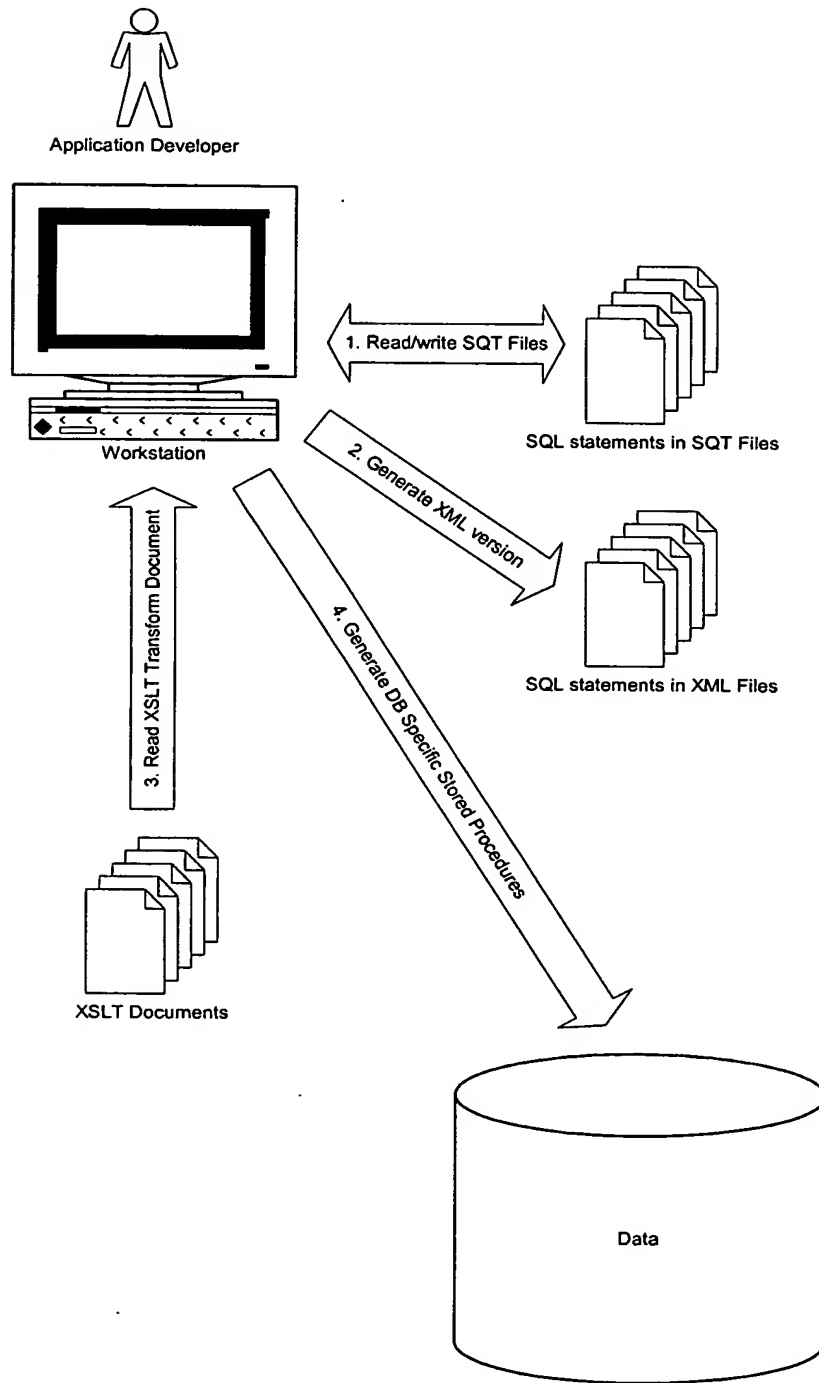 Application Developer
1. Read/write SQT Files
SQL statements in SQT Files
Workstation
2. Generate XML version
SQL statements in XML Files
3. Read XSLT Transform Document
4. Generate DB Specific Stored Procedures
XSLT Documents
Data